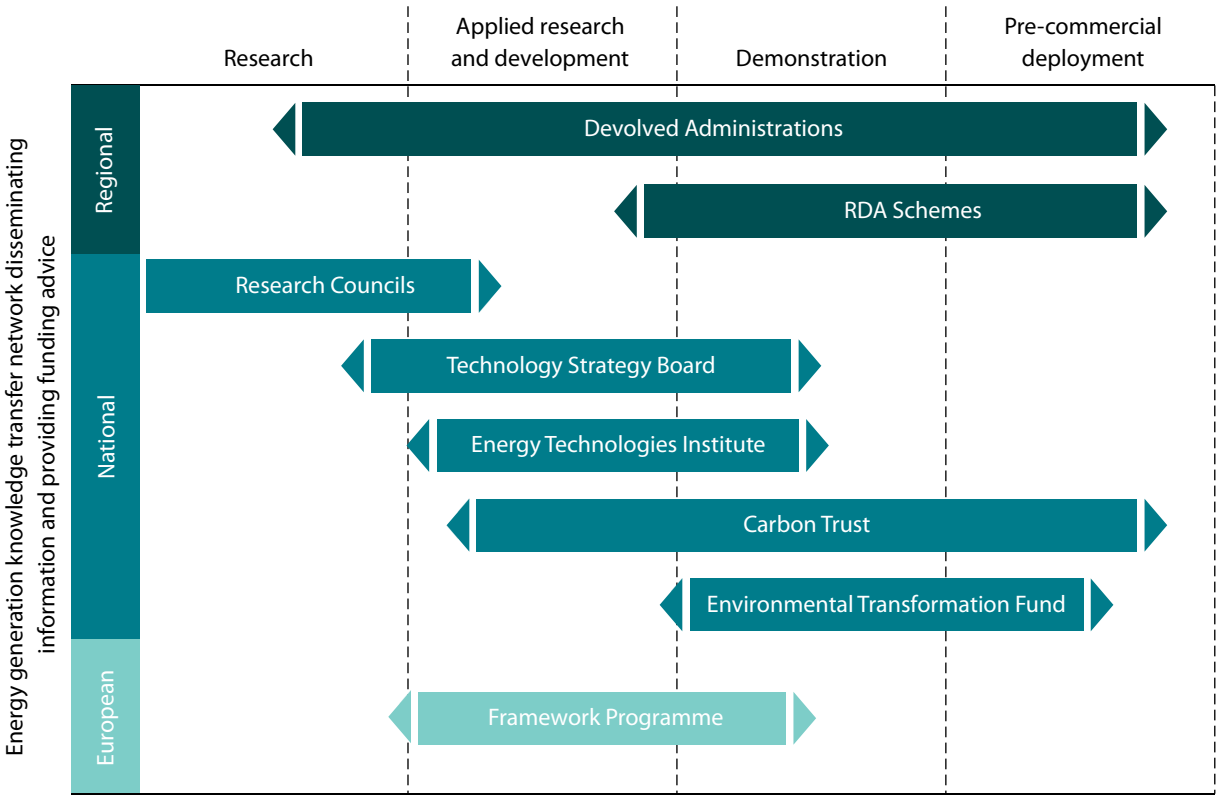 Research
Applied research
and development
Demonstration
Pre-commercial
deployment
Energy generation knowledge transfer network disseminating
information and providing funding advice
Regional
Devolved Administrations
RDA Schemes
National
Research Councils
Technology Strategy Board
Energy Technologies Institute
Carbon Trust
Environmental Transformation Fund
European
Framework Programme